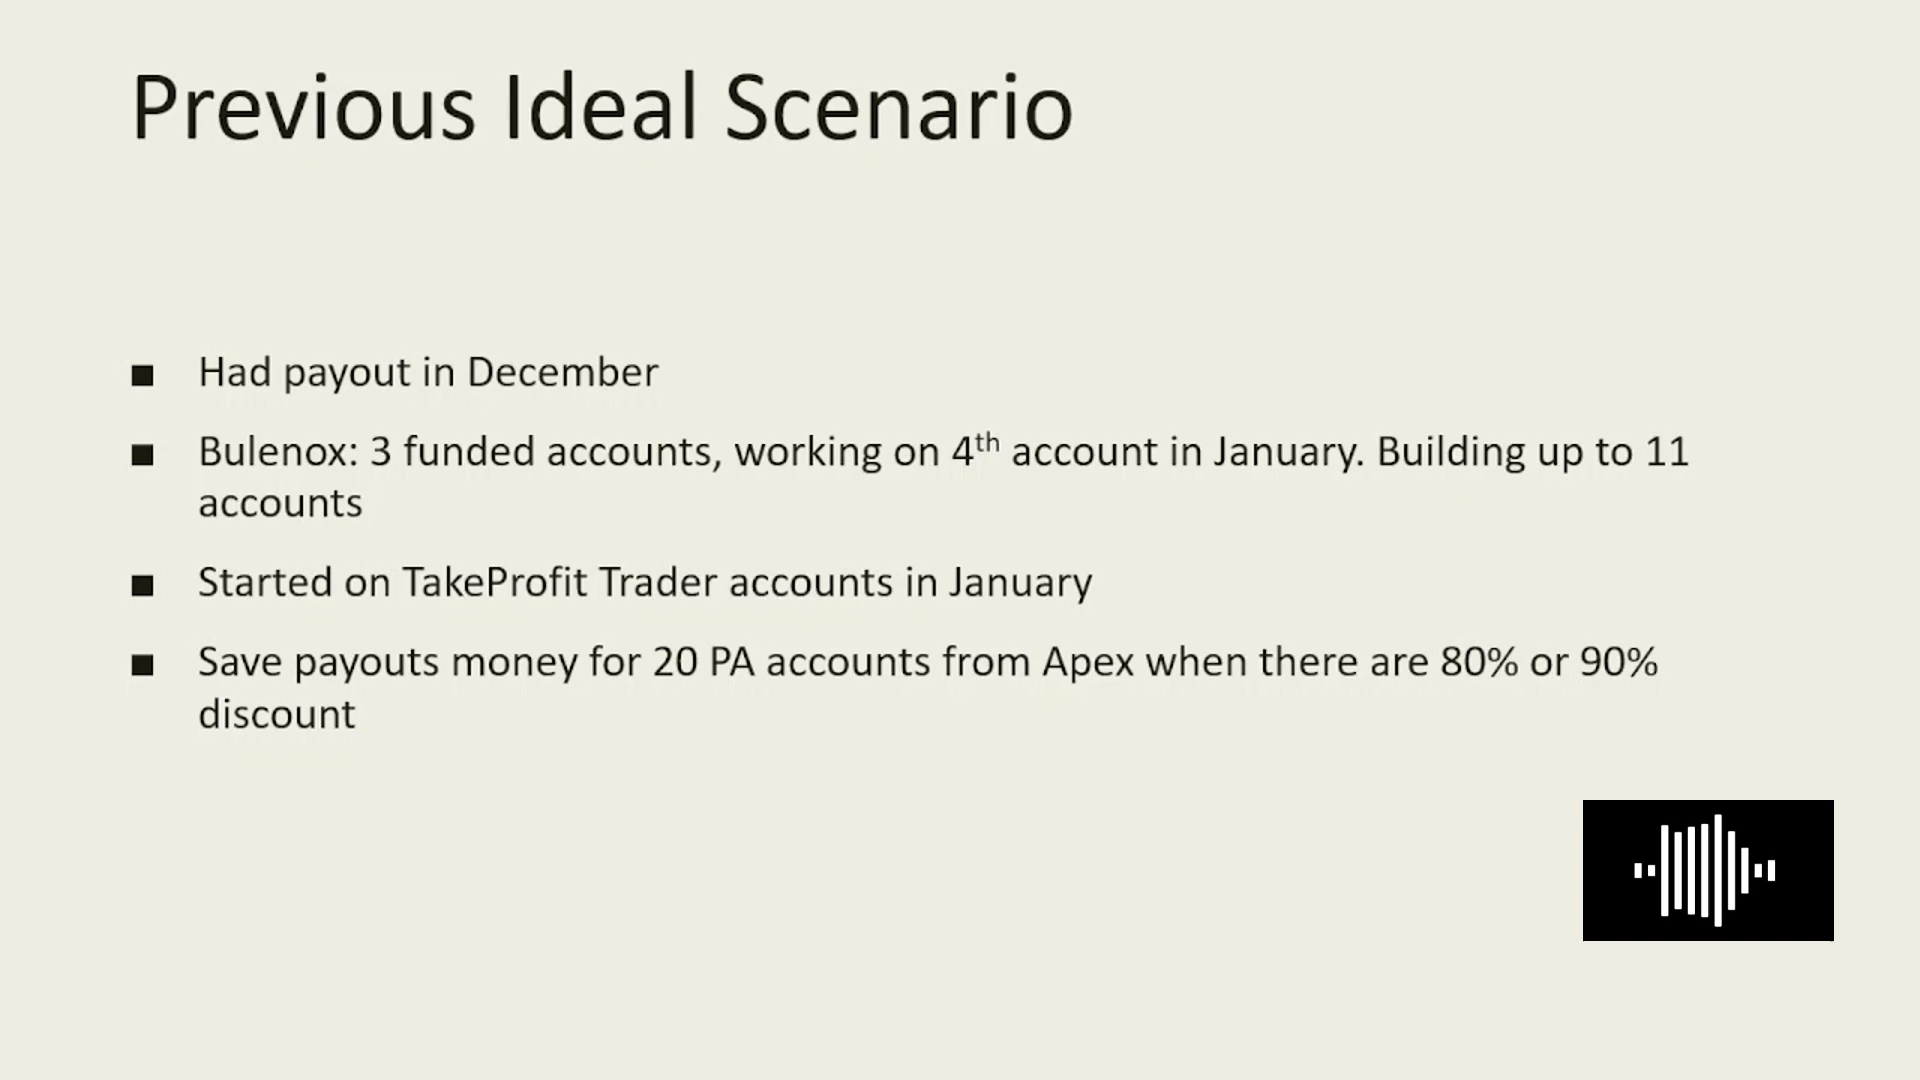 Previous Ideal Scenario
Had payout in December
Bulenox: 3 funded accounts, working on 4th account in January. Building up to 11
accounts
Started on TakeProfit Trader accounts in January
Save payouts money for 20 PA accounts from Apex when there are 80% or 90%
discount